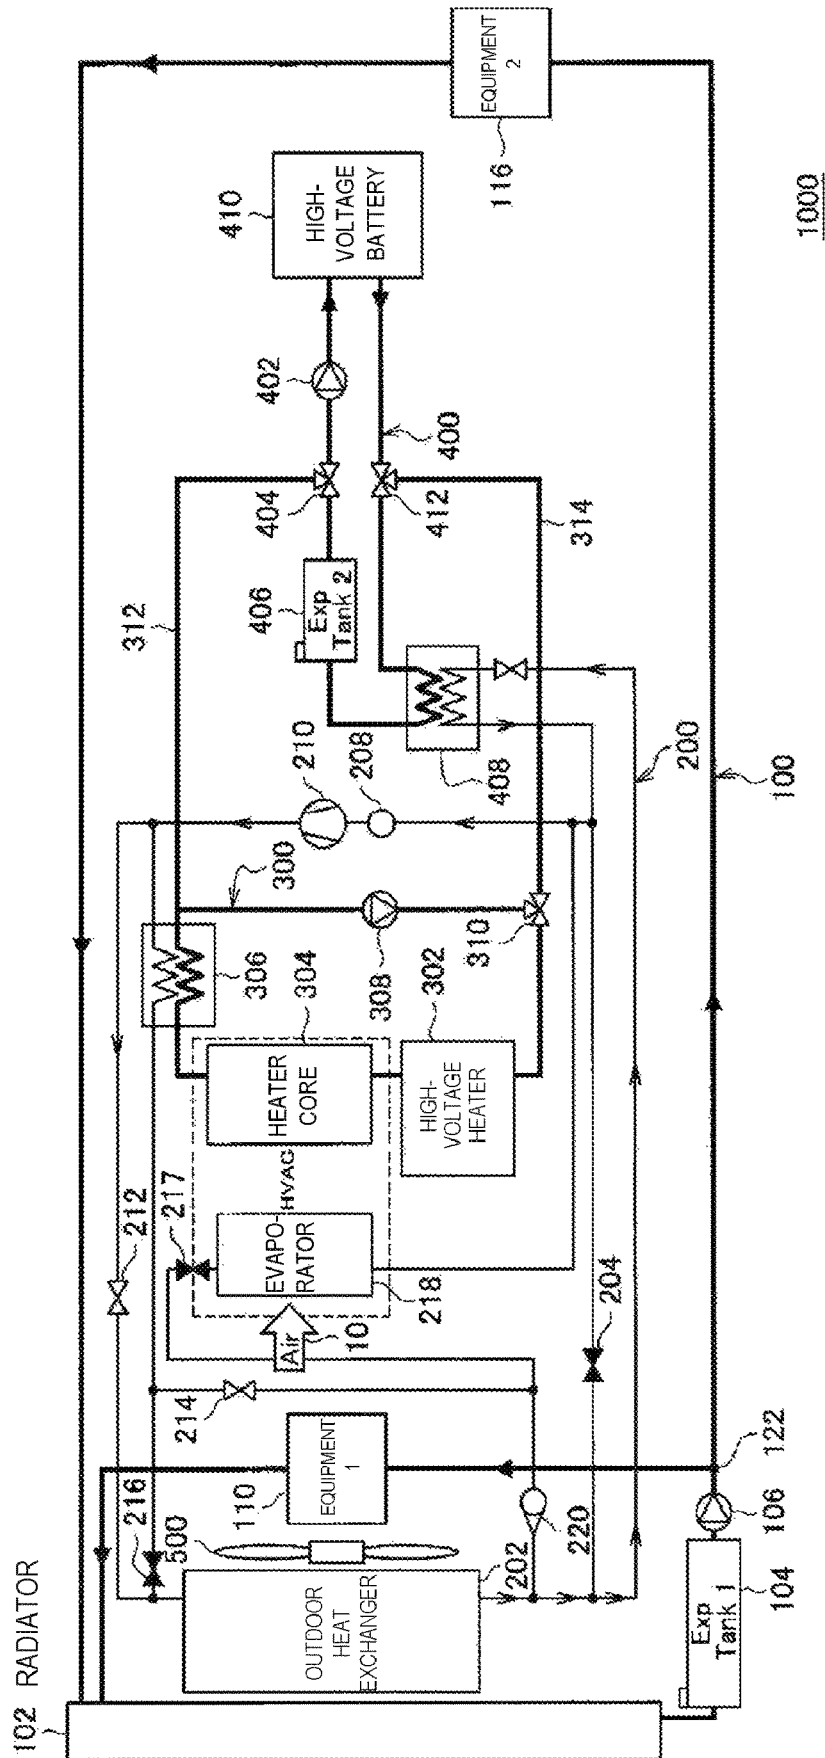 1000
EQUIPMENT
2
116
HIGH-
VOLTAGE
BATTERY
410
402
400
404
412
314
312
406
Exp
Tank 2
408
210
208
200
100
300
306
308
310
304
302
HEATER
CORE
HIGH-
VOLTAGE
HEATER
HVAC
217
212
EVAPO-
RATOR
218
Air
10
204
214
EQUIPMENT
1
110
122
216
500
220
106
202
OUTDOOR
HEAT
EXCHANGER
Exp
Tank 1
104
102 RADIATOR